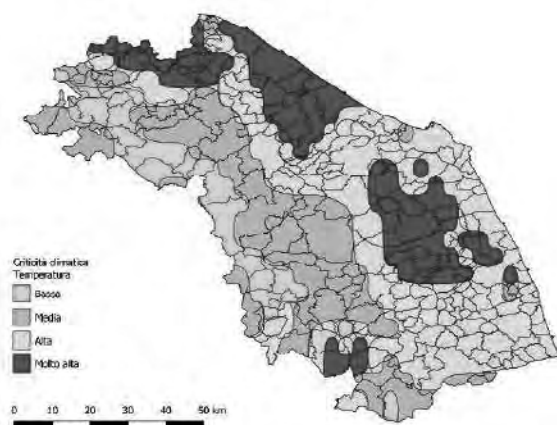 Criticità climatica
Temperatura
Bassa
Media
Alta
Molto alta
0 10 20 30 40 50 km